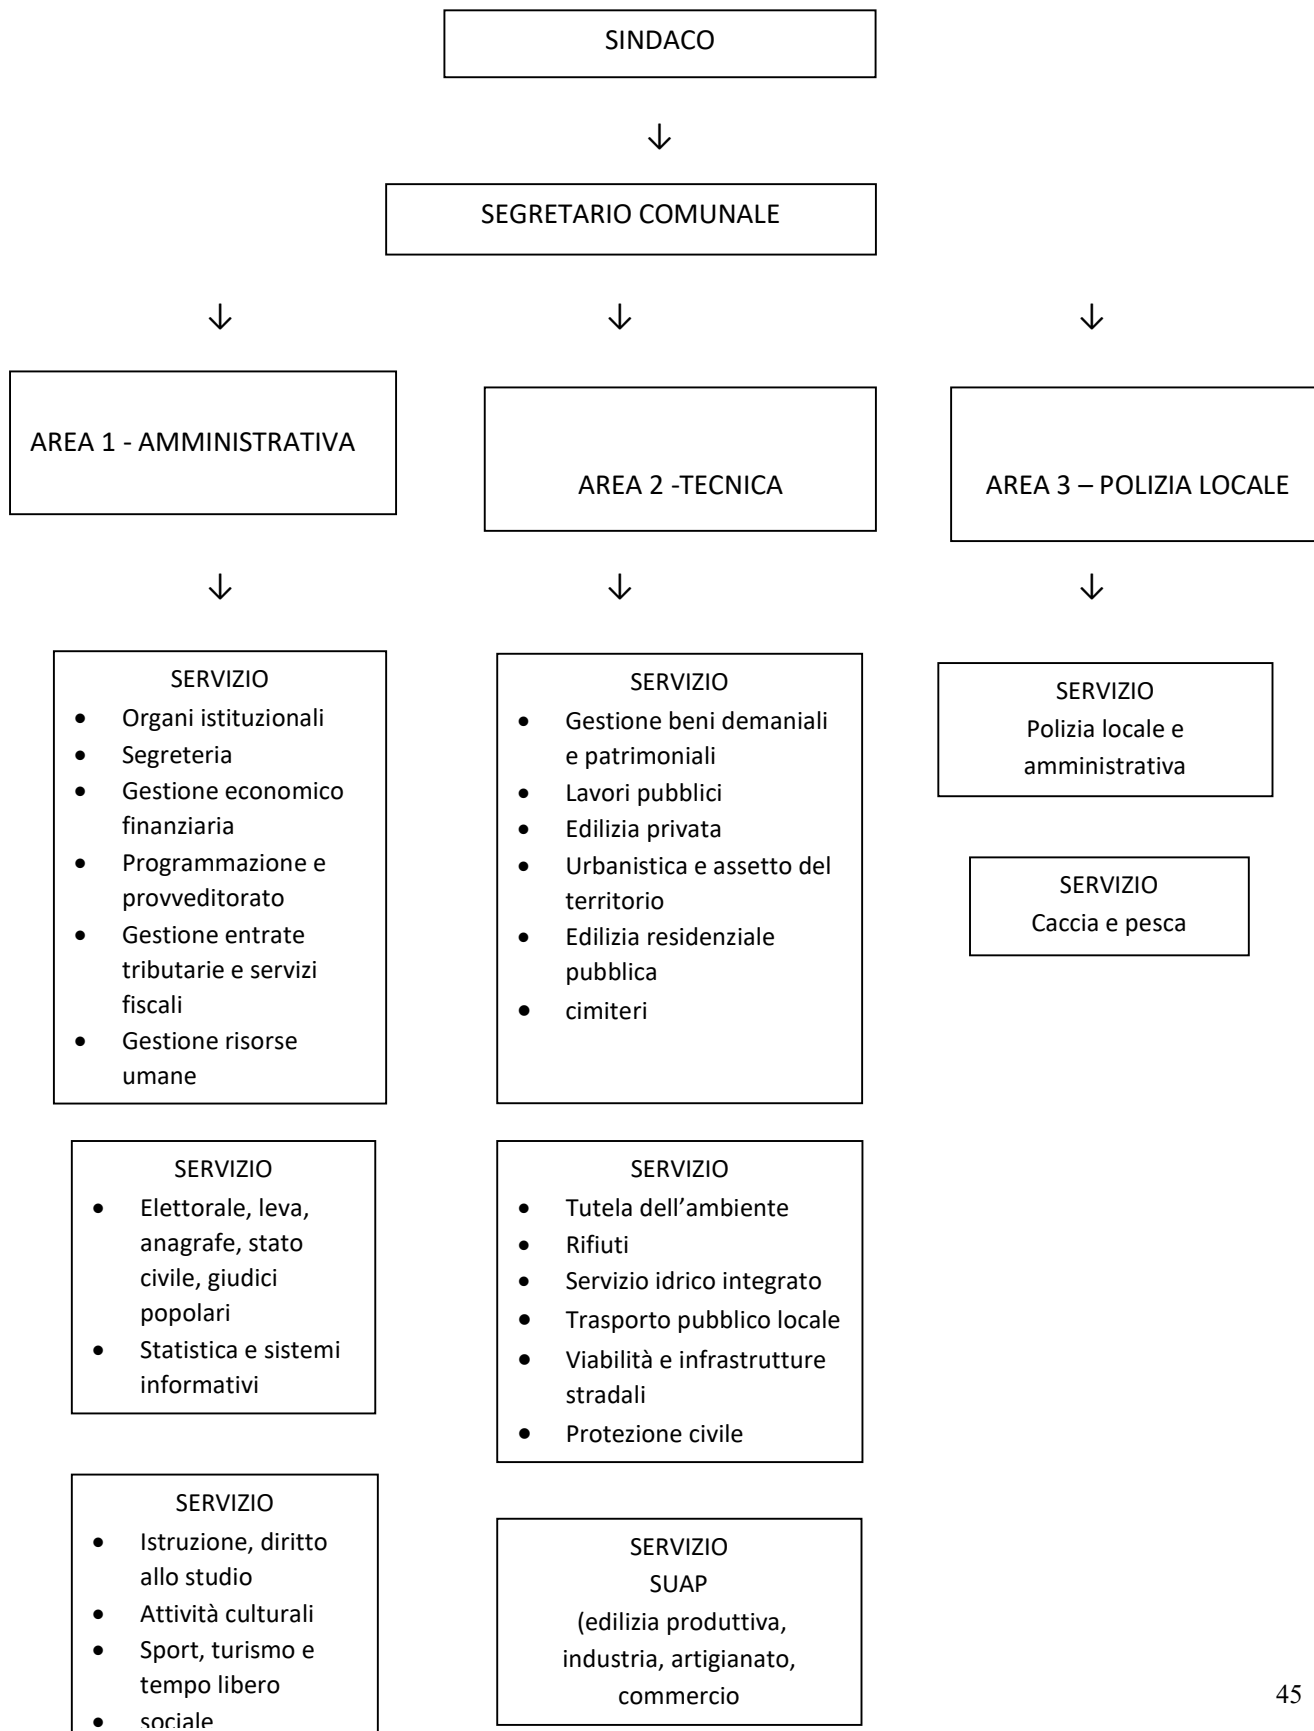 SINDACO
SEGRETARIO COMUNALE
AREA 1 - AMMINISTRATIVA
AREA 2 -TECNICA
AREA 3 – POLIZIA LOCALE
SERVIZIO
• Organi istituzionali
• Segreteria
• Gestione economico
finanziaria
• Programmazione e
provveditorato
• Gestione entrate
tributarie e servizi
fiscali
• Gestione risorse
umane
SERVIZIO
• Elettorale, leva,
anagrafe, stato
civile, giudici
popolari
• Statistica e sistemi
informativi
SERVIZIO
• Istruzione, diritto
allo studio
• Attività culturali
• Sport, turismo e
tempo libero
• sociale
SERVIZIO
• Gestione beni demaniali
e patrimoniali
• Lavori pubblici
• Edilizia privata
• Urbanistica e assetto del
territorio
• Edilizia residenziale
pubblica
• cimiteri
SERVIZIO
• Tutela dell’ambiente
• Rifiuti
• Servizio idrico integrato
• Trasporto pubblico locale
• Viabilità e infrastrutture
stradali
• Protezione civile
SERVIZIO
SUAP
(edilizia produttiva,
industria, artigianato,
commercio
SERVIZIO
Polizia locale e
amministrativa
SERVIZIO
Caccia e pesca
45